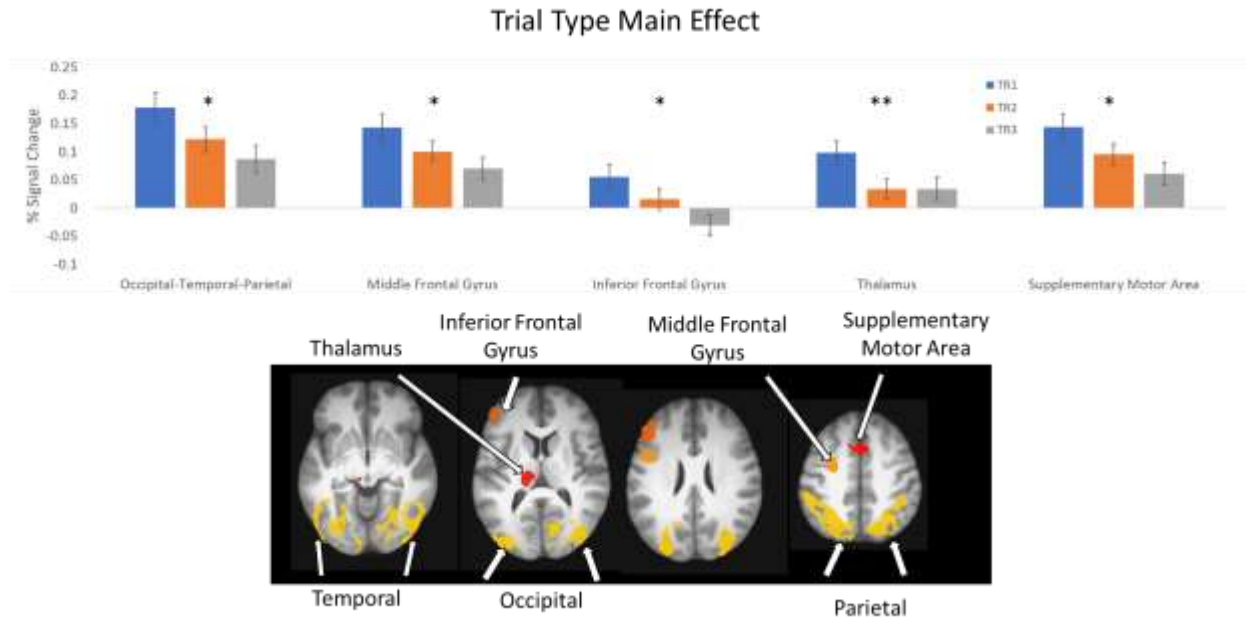 Trial Type Main Effect
% Signal Change
0.25
0.2
0.15
0.1
0.05
0
-0.05
-0.1
* * * ** *
TR1
TR2
TR3
Occipital-Temporal-Parietal Middle Frontal Gyrus Inferior Frontal Gyrus Thalamus Supplementary Motor Area
Thalamus
Inferior Frontal
Gyrus
Middle Frontal
Gyrus
Supplementary
Motor Area
Temporal
Occipital
Parietal